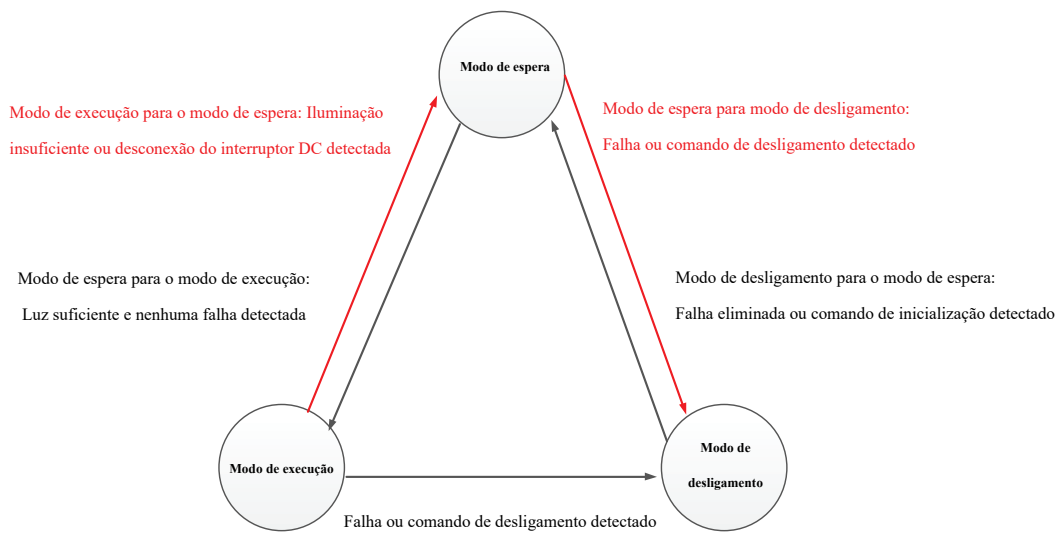 Modo de espera
Modo de execução para o modo de espera: Iluminação
insuficiente ou desconexão do interruptor DC detectada
Modo de espera para modo de desligamento:
Falha ou comando de desligamento detectado
Modo de espera para o modo de execução:
Luz suficiente e nenhuma falha detectada
Modo de desligamento para o modo de espera:
Falha eliminada ou comando de inicialização detectado
Modo de execução
Modo de
desligamento
Falha ou comando de desligamento detectado